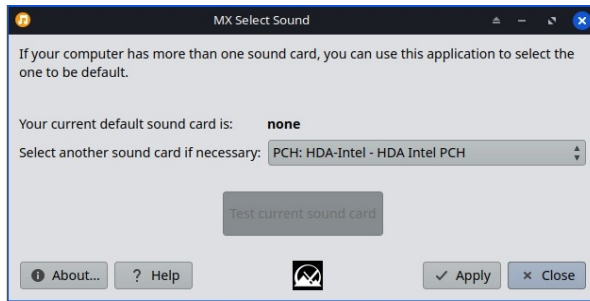 MX Select Sound
If your computer has more than one sound card, you can use this application to select the
one to be default.
Your current default sound card is: none
Select another sound card if necessary: PCH: HDA-Intel - HDA Intel PCH
Test current sound card
About... ? Help Apply Close